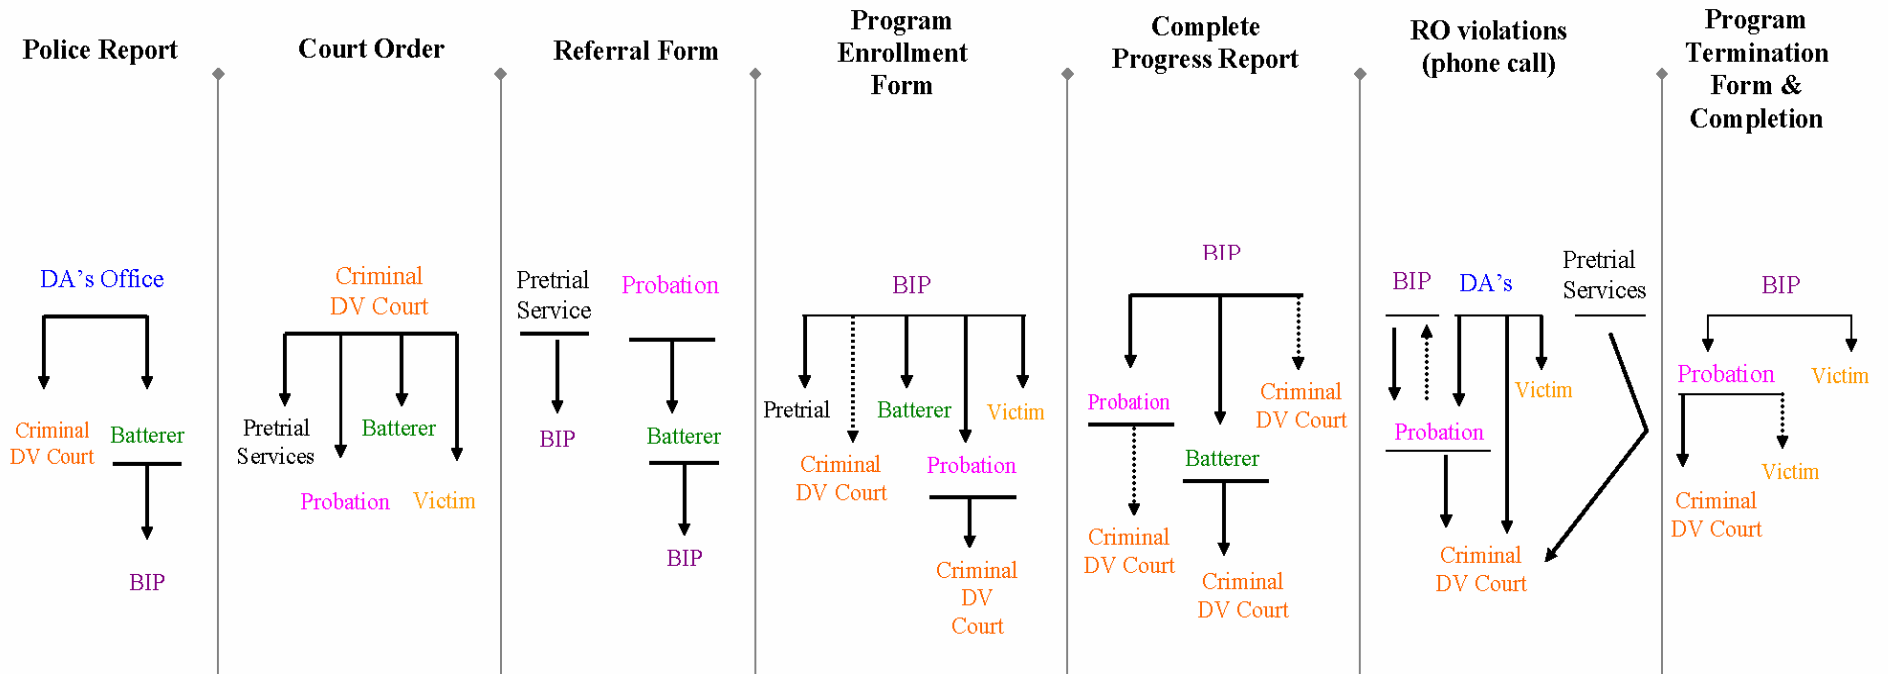 Police Report
Court Order
Referral Form
Program
Enrollment
Form
Complete
Progress Report
RO violations
(phone call)
Program
Termination
Form &
Completion
DA's Office
Criminal
DV Court
Batterer
BIP
Criminal
DV Court
Pretrial
Services
Probation
Batterer
Victim
Pretrial
Service
BIP
Probation
Batterer
BIP
BIP
Pretrial
Criminal
DV Court
Batterer
Probation
Criminal
DV
Court
Victim
BIP
Probation
Criminal
DV Court
Batterer
Criminal
DV Court
Criminal
DV Court
BIP
DA's
Pretrial
Services
Victim
Probation
Criminal
DV Court
BIP
Probation
Victim
Victim
Criminal
DV Court